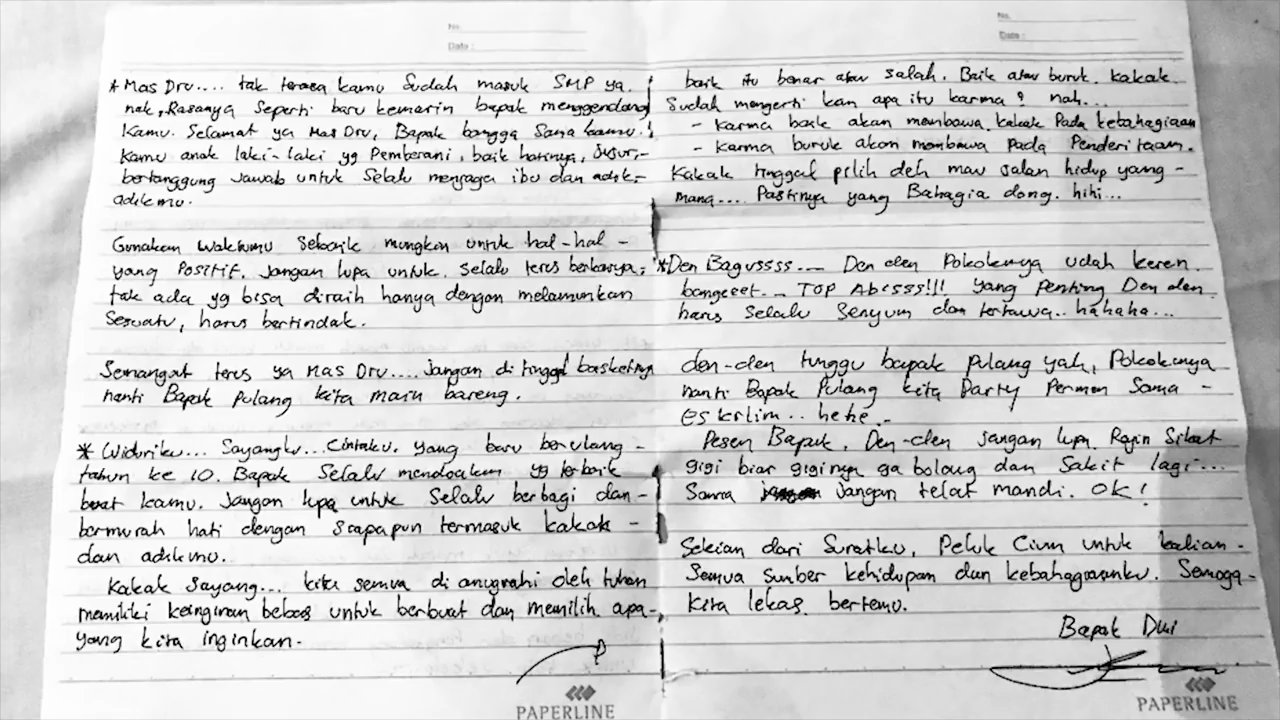 No.
Date :
* Mas Dru.... tak terasa kamu Sudah masuk SMP ya
nak, Rasanya Seperti baru kemarin bapak menggendong
Kamu. Selamat ya Mas Dru, Bapak bangga Sama kamu!
Kamu anak laki-laki yg Pemberani, baik hatinya, Jujur,-
bertanggung Jawab untuk Selalu menjaga ibu dan adik-
adikmu.
Gunakan waktumu Sebaik mungkin untuk hal-hal -
yang Positif. Jangan lupa untuk. Selalu terus berkarya,
tak ada yg bisa diraih hanya dengan melamunkan
Sesuatu, harus bertindak.
Semangat terus ya Mas Dru.... Jangan di tinggal basketnya
nanti Bapak Pulang kita main bareng.
* Widuriku... Sayangku... Cintaku. yang baru berulang -
tahun ke 10. Bapak Selalu mendoakan yg terbaik
buat kamu. Jangan lupa untuk Selalu berbagi dan-
bermurah hati dengan siapapun termasuk kakak -
dan adikmu.
Kakak Sayang... kita semua di anugrahi oleh tuhan
memiliki keinginan bebas untuk berbuat dan memilih apa-
yang kita inginkan.
PAPERLINE
No.
Date :
baik itu benar atau salah. Baik atau buruk. kakak
Sudah mengerti kan apa itu karma? nah...
- Karma baik akan membawa kakak Pada kebahagiaan
- Karma buruk akan membawa pada Penderitaan.
Kakak tinggal pilih deh mau jalan hidup yang -
mana.... Pastinya yang Bahagia dong. hihi...
*Den Bagussss.... Den den Pokoknya udah keren
bangeeet... TOP Abisss!!! yang penting Den den
harus Selalu Senyum dan tertawa.. hahaha...
den-den tunggu bapak pulang yah, Pokoknya
nanti Bapak Pulang kita Party Permen Sama -
Es krim.. hehe..
Pesen Bapak. Den-den jangan lupa Rajin Sikat
gigi biar giginya ga bolong dan Sakit lagi...
Sama jangan telat mandi. OK!
Sekian dari Suratku, Peluk Cium untuk kalian -
Semua Sumber kehidupan dan kebahagiaanku. Semoga-
kita lekas bertemu.
Bapak Dwi
PAPERLINE